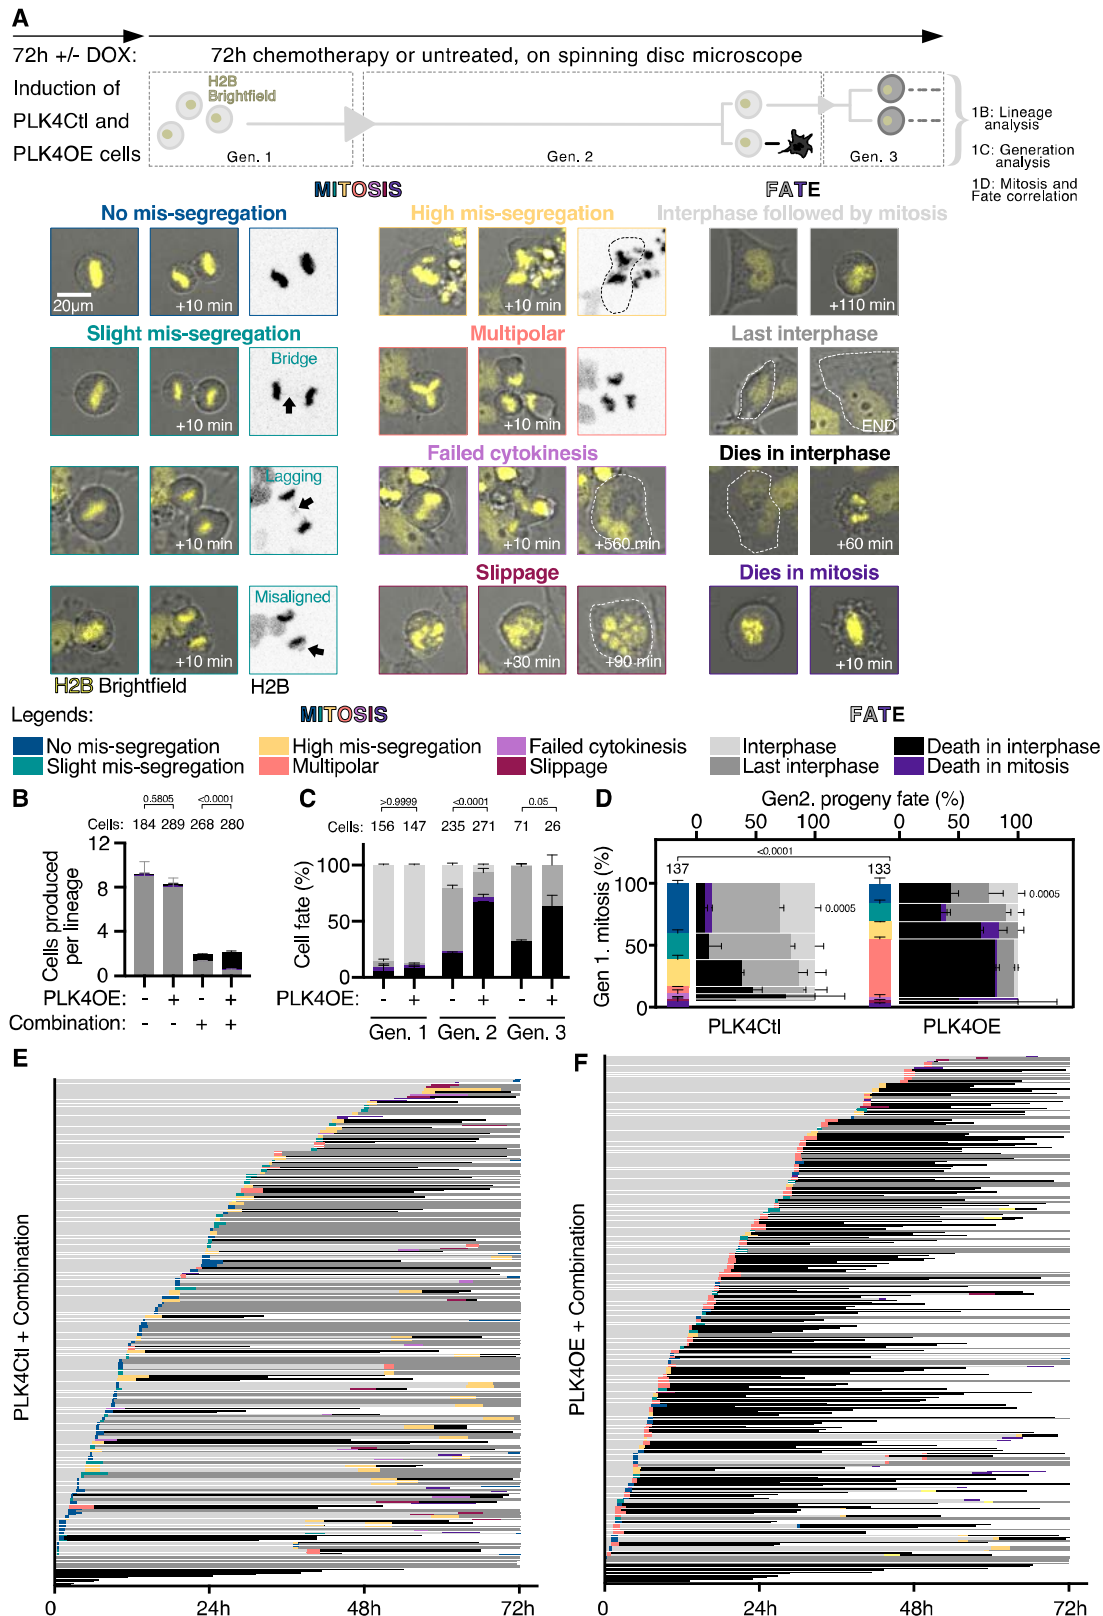 A
72h +/- DOX:
72h chemotherapy or untreated, on spinning disc microscope
Induction of
PLK4Ctl and
PLK4OE cells
H2B
Brightfield
Gen. 1
Gen. 2
Gen. 3
1B: Lineage
analysis
1C: Generation
analysis
1D: Mitosis and
Fate correlation
MITOSIS
FATE
No mis-segregation
High mis-segregation
Interphase followed by mitosis
20µm
+10 min
+10 min
+110 min
Slight mis-segregation
Multipolar
Last interphase
+10 min
Bridge
+10 min
END
Failed cytokinesis
Dies in interphase
+10 min
Lagging
+10 min
+560 min
+60 min
Slippage
Dies in mitosis
+10 min
Misaligned
+30 min
+90 min
+10 min
H2B Brightfield
H2B
Legends:
MITOSIS
FATE
No mis-segregation
High mis-segregation
Failed cytokinesis
Interphase
Death in interphase
Slight mis-segregation
Multipolar
Slippage
Last interphase
Death in mitosis
B
0.5805
<0.0001
Cells: 184 289 268 280
Cells produced
per lineage
12
8
4
0
PLK4OE: - + - +
Combination: - - + +
C
>0.9999
<0.0001
0.05
Cells: 156 147 235 271 71 26
Cell fate (%)
100
50
0
PLK4OE: - + - + - +
Gen. 1 Gen. 2 Gen. 3
D
Gen2. progeny fate (%)
0 50 100
0 50 100
<0.0001
137
133
Gen 1. mitosis (%)
100
50
0
0.0005
0.0005
PLK4Ctl
PLK4OE
E
PLK4Ctl + Combination
0 24h 48h 72h
F
PLK4OE + Combination
0 24h 48h 72h